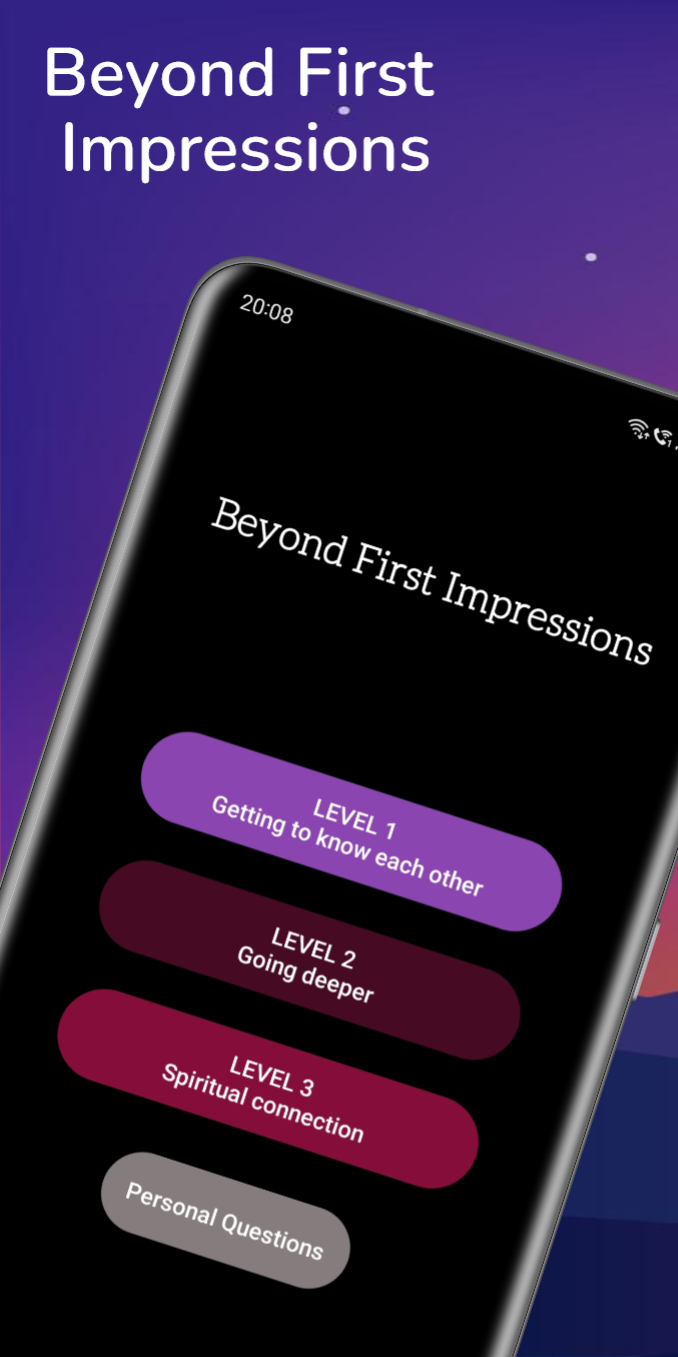 Beyond First
Impressions
20:08
Beyond First Impressions
LEVEL 1
Getting to know each other
LEVEL 2
Going deeper
LEVEL 3
Spiritual connection
Personal Questions